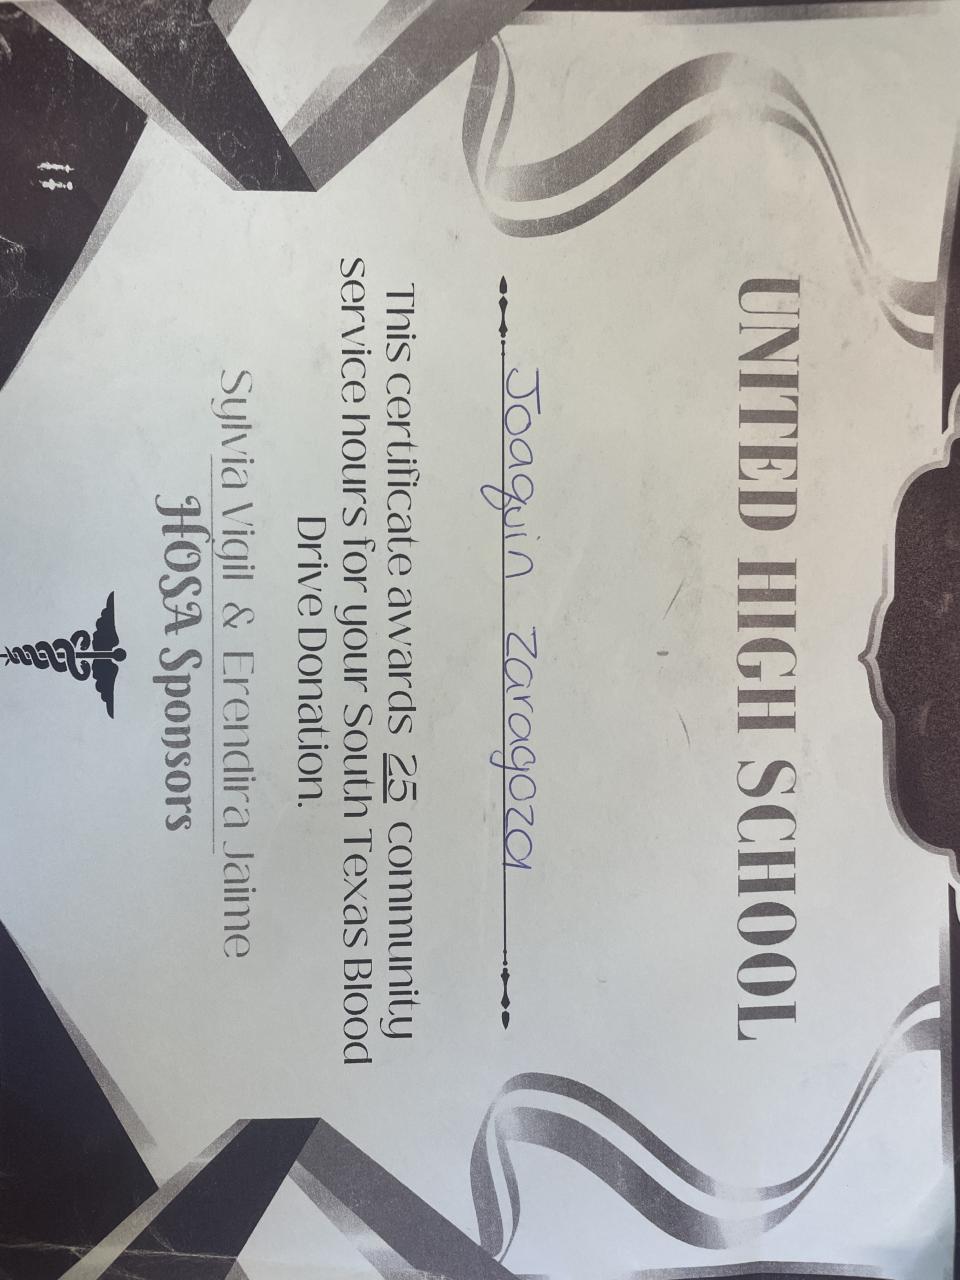 UNITED HIGH SCHOOL
Joaquin Zaragoza
This certificate awards 25 community
service hours for your South Texas Blood
Drive Donation.
Sylvia Vigil & Erendira Jaime
HOSA Sponsors